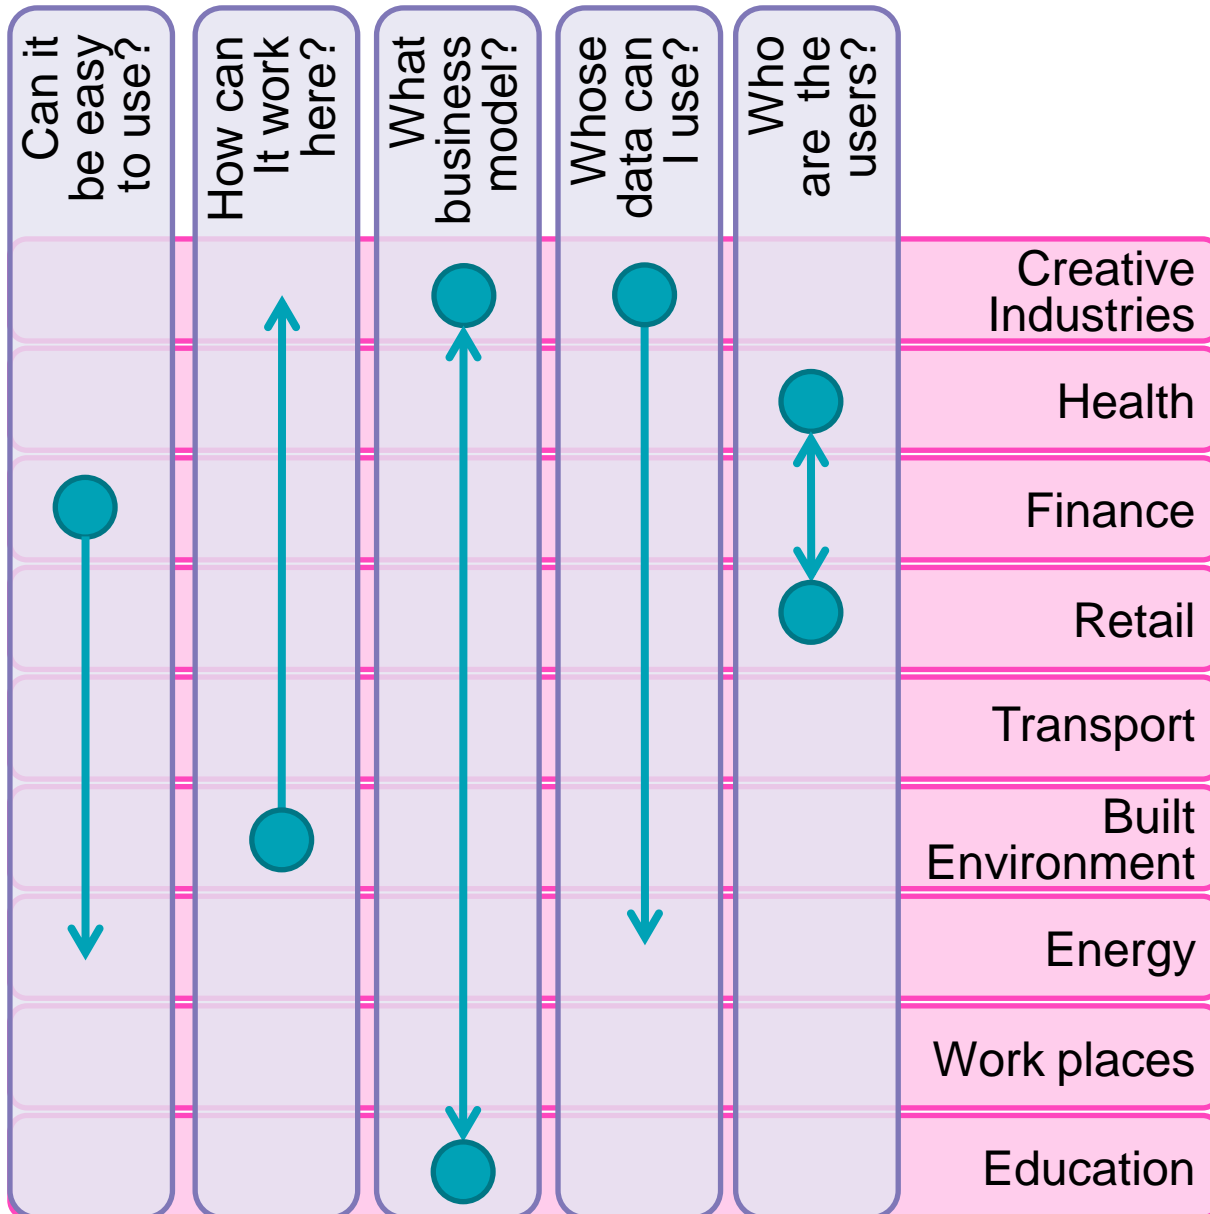 Can it
be easy
to use?
How can
It work
here?
What
business
model?
Whose
data can
I use?
Who
are the
users?
Creative
Industries
Health
Finance
Retail
Transport
Built
Environment
Energy
Work places
Education